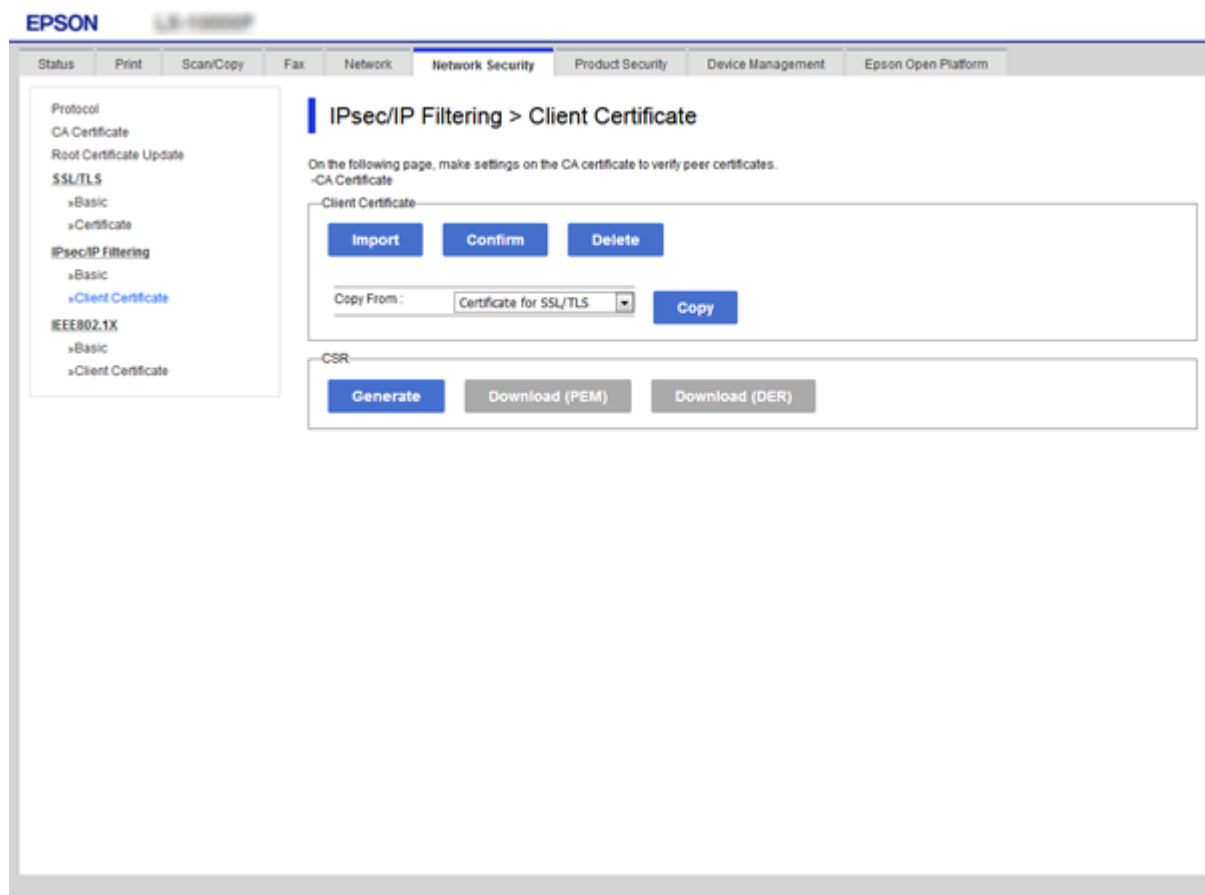 EPSON
Status Print Scan/Copy Fax Network Network Security Product Security Device Management Epson Open Platform
Protocol
CA Certificate
Root Certificate Update
SSL/TLS
»Basic
»Certificate
IPsec/IP Filtering
»Basic
»Client Certificate
IEEE802.1X
»Basic
»Client Certificate
IPsec/IP Filtering > Client Certificate
On the following page, make settings on the CA certificate to verify peer certificates.
-CA Certificate
Client Certificate
Import Confirm Delete
Copy From : Certificate for SSL/TLS Copy
CSR
Generate Download (PEM) Download (DER)